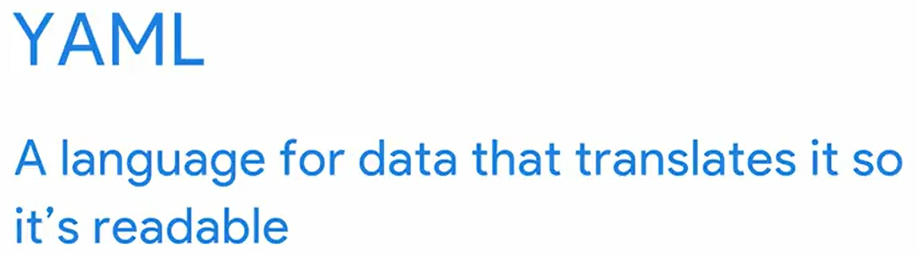 YAML
A language for data that translates it so
it’s readable